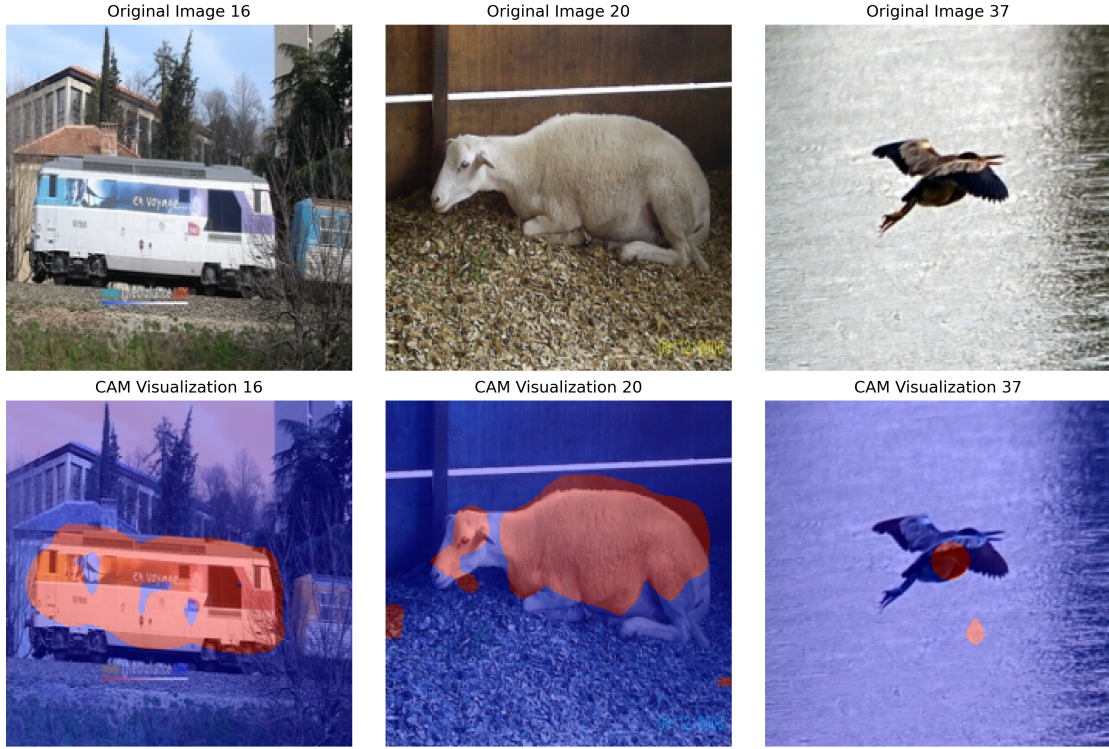 Original Image 16
Original Image 20
Original Image 37
en voyage...
CAM Visualization 16
CAM Visualization 20
CAM Visualization 37
en voyage...